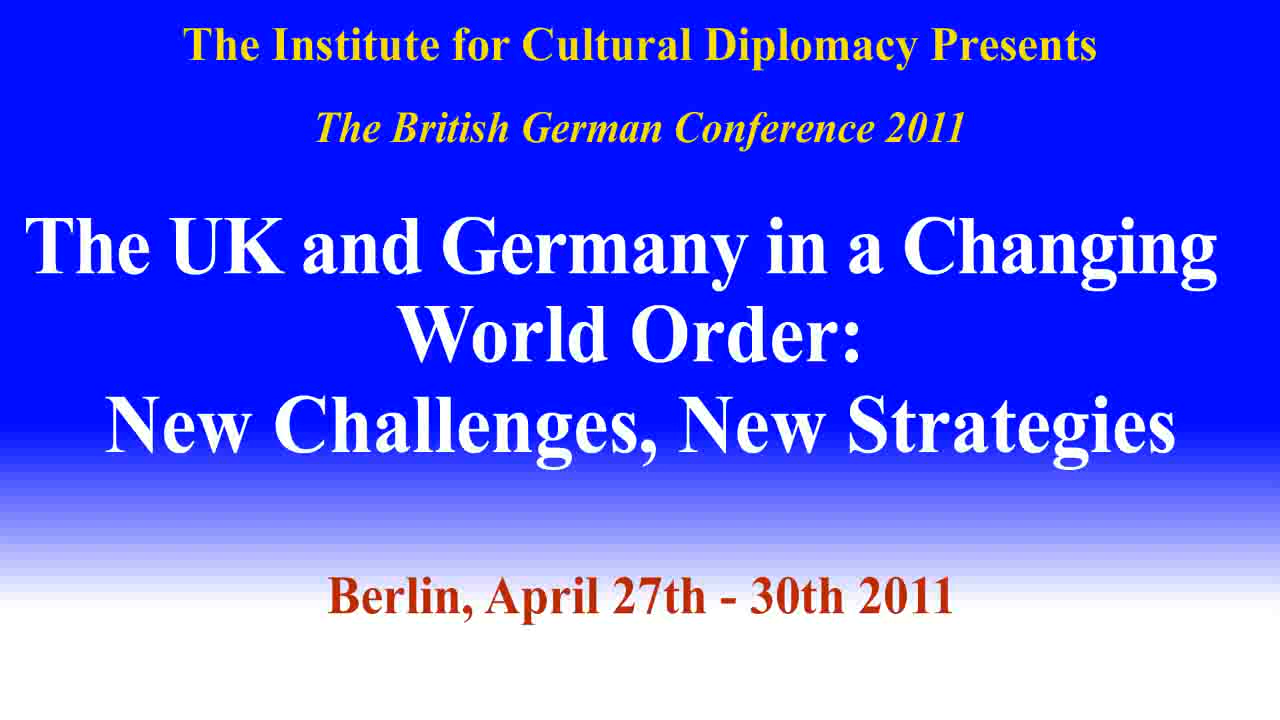 The Institute for Cultural Diplomacy Presents
The British German Conference 2011
The UK and Germany in a Changing
World Order:
New Challenges, New Strategies
Berlin, April 27th - 30th 2011